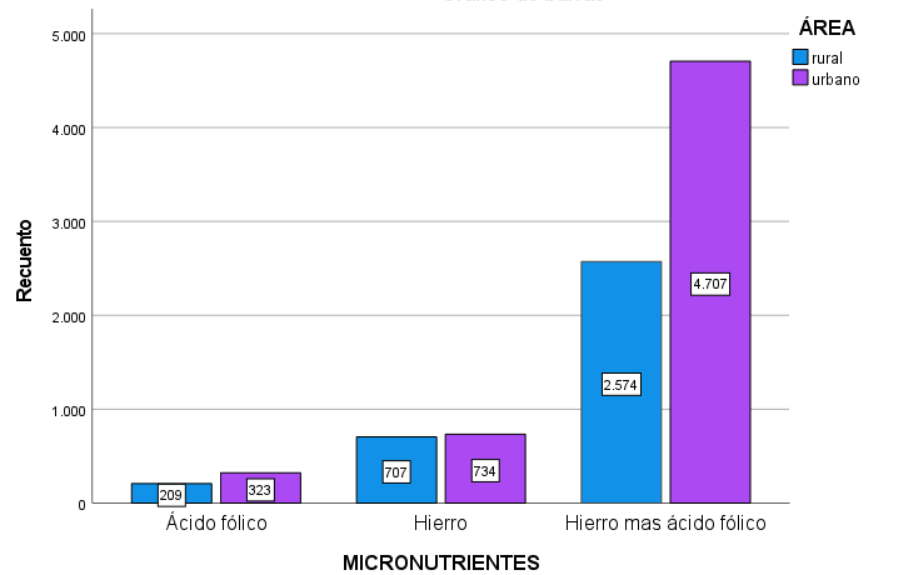 ÁREA
rural
urbano
5.000
4.000
3.000
2.000
1.000
0
Recuento
209
323
707
734
2.574
4.707
Ácido fólico
Hierro
Hierro mas ácido fólico
MICRONUTRIENTES